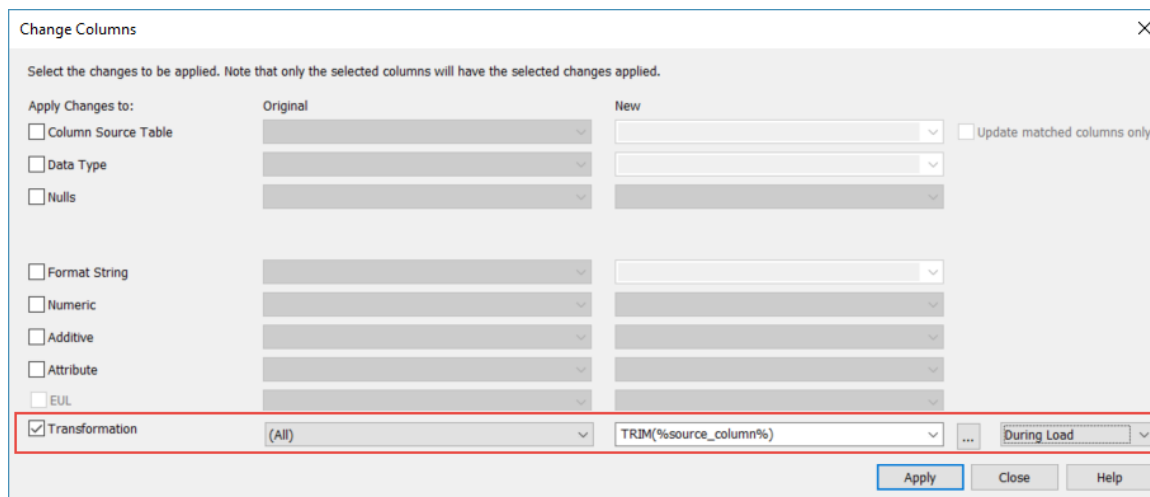 Change Columns
Select the changes to be applied. Note that only the selected columns will have the selected changes applied.
Apply Changes to: Original New
Column Source Table Update matched columns only
Data Type
Nulls
Format String
Numeric
Additive
Attribute
EUL
Transformation (All) TRIM(%source_column%) ... During Load
Apply Close Help